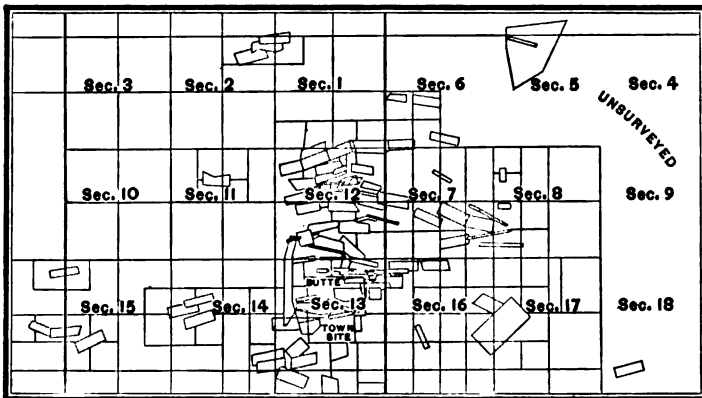 Sec. 3 Sec. 2 Sec. 1 Sec. 6 Sec. 5 Sec. 4
UNSURVEYED
Sec. 10 Sec. 11 Sec. 12 Sec. 7 Sec. 8 Sec. 9
BUTTE
Sec. 15 Sec. 14 Sec. 13 Sec. 16 Sec. 17 Sec. 18
TOWN
SITE